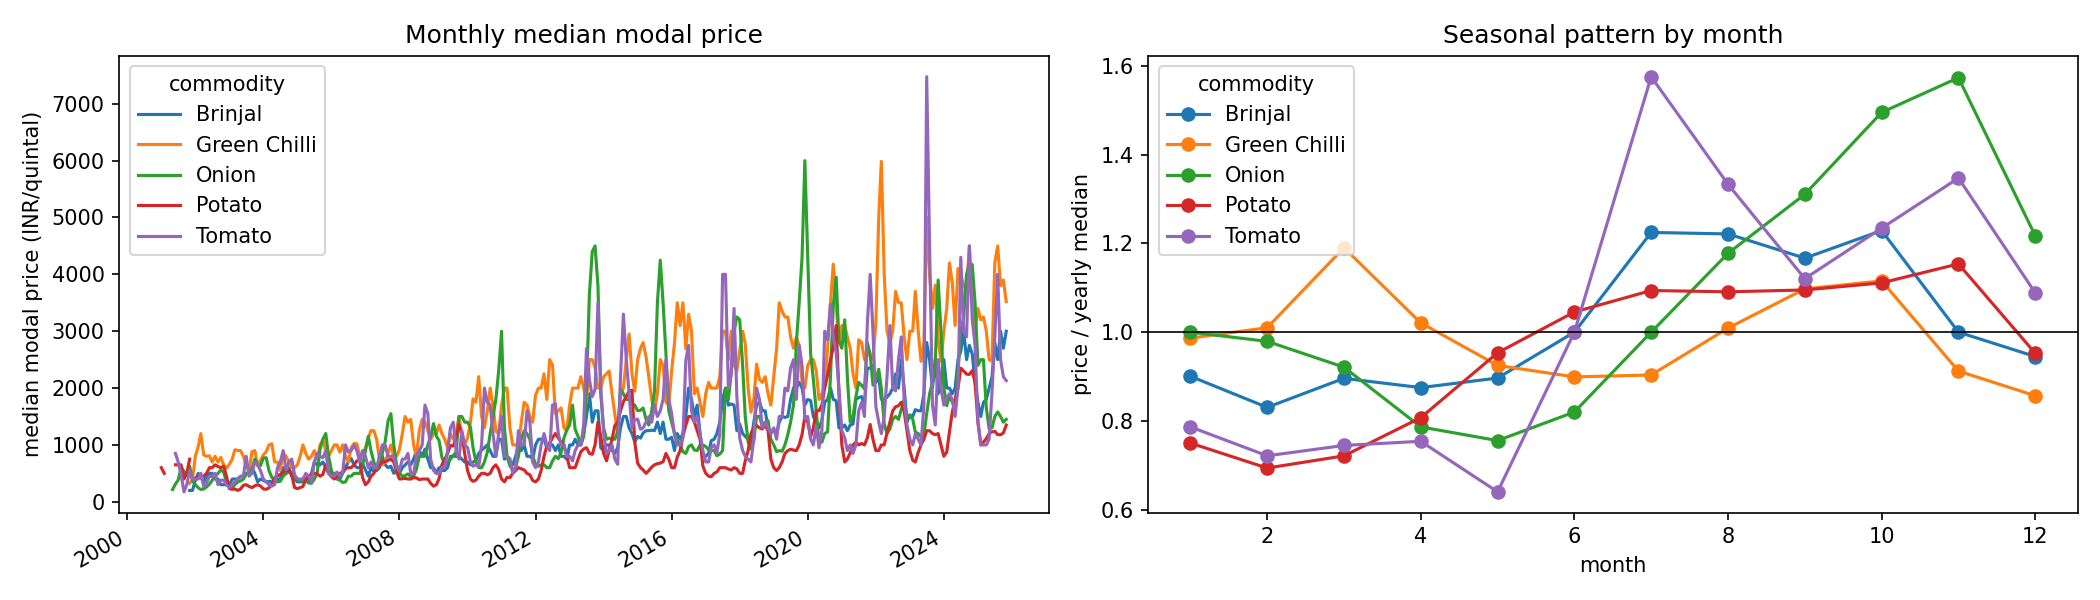 Monthly median modal price
median modal price (INR/quintal)
7000
6000
5000
4000
3000
2000
1000
0
commodity
Brinjal
Green Chilli
Onion
Potato
Tomato
2000
2004
2008
2012
2016
2020
2024
Seasonal pattern by month
price / yearly median
1.6
1.4
1.2
1.0
0.8
0.6
commodity
Brinjal
Green Chilli
Onion
Potato
Tomato
2
4
6
8
10
12
month